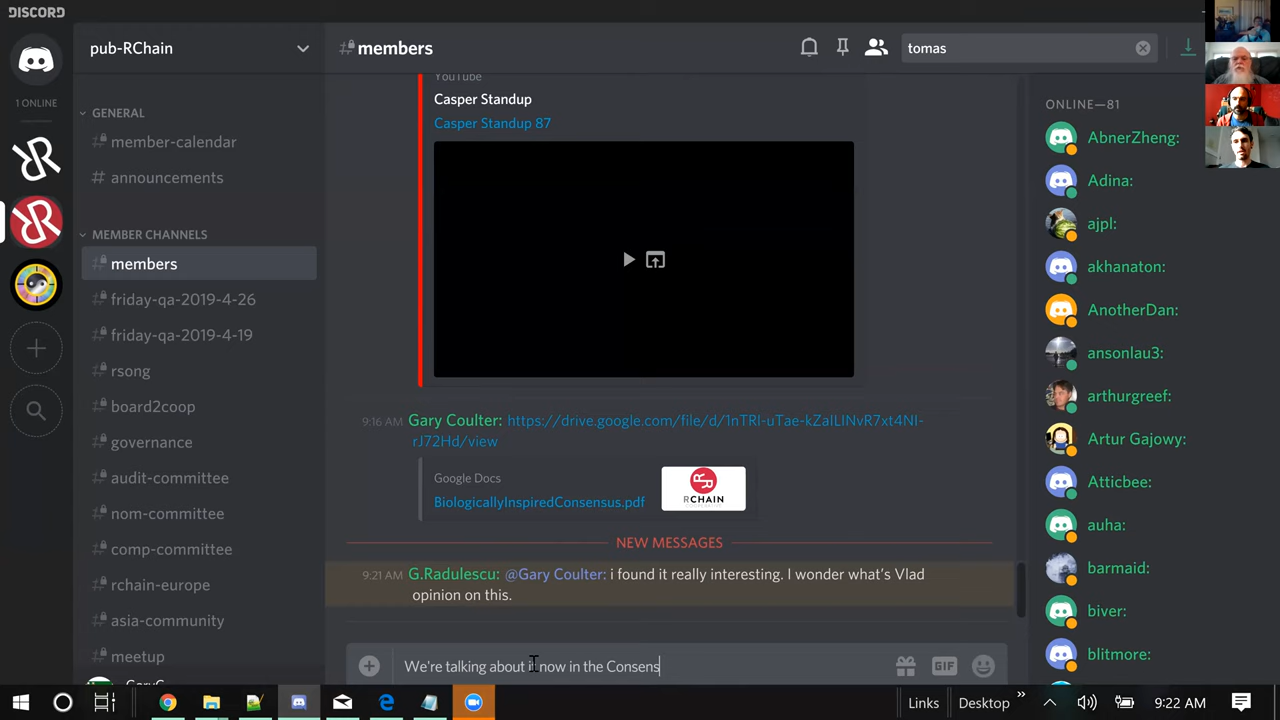 DISCORD
pub-RChain
members
tomas
1 ONLINE
GENERAL
member-calendar
announcements
MEMBER CHANNELS
members
friday-qa-2019-4-26
friday-qa-2019-4-19
rsong
board2coop
governance
audit-committee
nom-committee
comp-committee
rchain-europe
asia-community
meetup
YouTube
Casper Standup
Casper Standup 87
9:16 AM Gary Coulter: https://drive.google.com/file/d/1nTRl-uTae-kZaILINvR7xt4NI-
rJ72Hd/view
Google Docs
BiologicallyInspiredConsensus.pdf
RCHAIN
NEW MESSAGES
9:21 AM G.Radulescu: @Gary Coulter: i found it really interesting. I wonder what's Vlad
opinion on this.
We're talking about it now in the Consens
GIF
ONLINE—81
AbnerZheng:
Adina:
ajpl:
akhanaton:
AnotherDan:
ansonlau3:
arthurgreef:
Artur Gajowy:
Atticbee:
auha:
barmaid:
biver:
blitmore:
Links
Desktop
9:22 AM